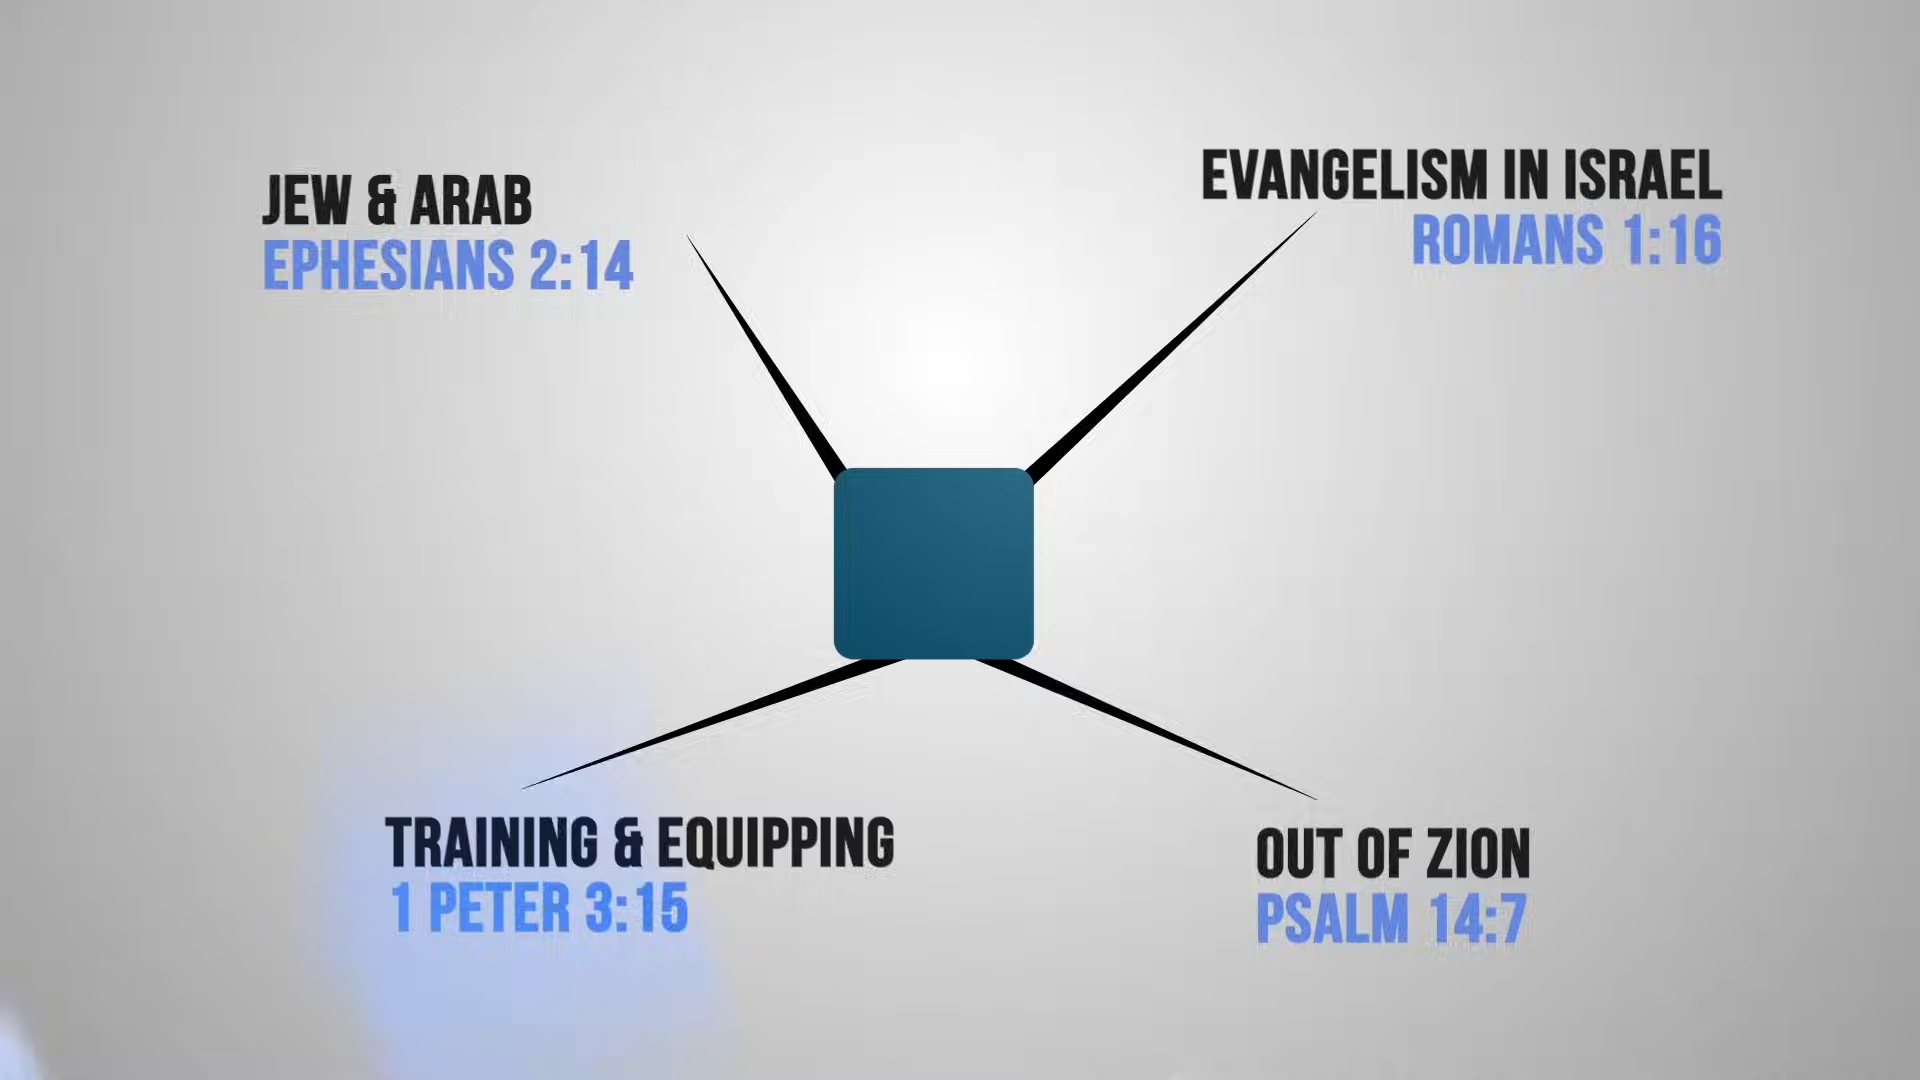 JEW & ARAB
EPHESIANS 2:14
EVANGELISM IN ISRAEL
ROMANS 1:16
TRAINING & EQUIPPING
1 PETER 3:15
OUT OF ZION
PSALM 14:7